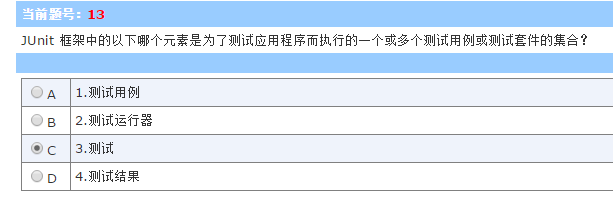 当前题号：13
JUnit 框架中的以下哪个元素是为了测试应用程序而执行的一个或多个测试用例或测试套件的集合？
A 1.测试用例
B 2.测试运行器
C 3.测试
D 4.测试结果